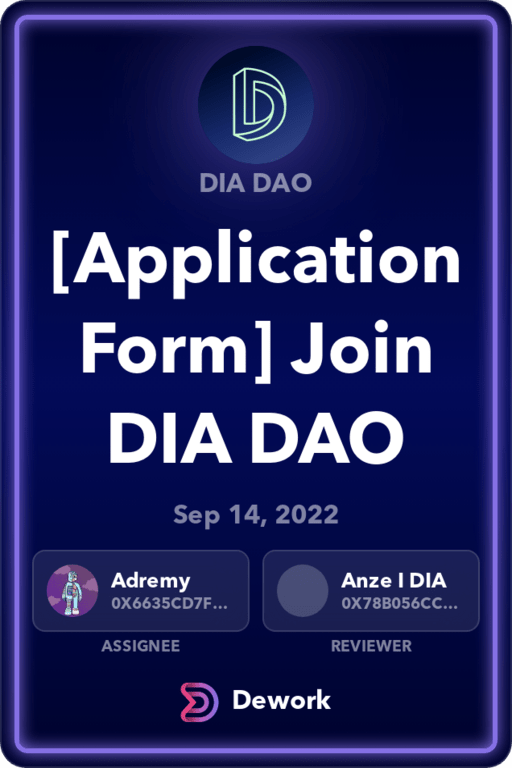 DIA DAO
[Application
Form] Join
DIA DAO
Sep 14, 2022
Adremy
0X6635CD7F...
ASSIGNEE
Anze I DIA
0X78B056CC...
REVIEWER
Dework